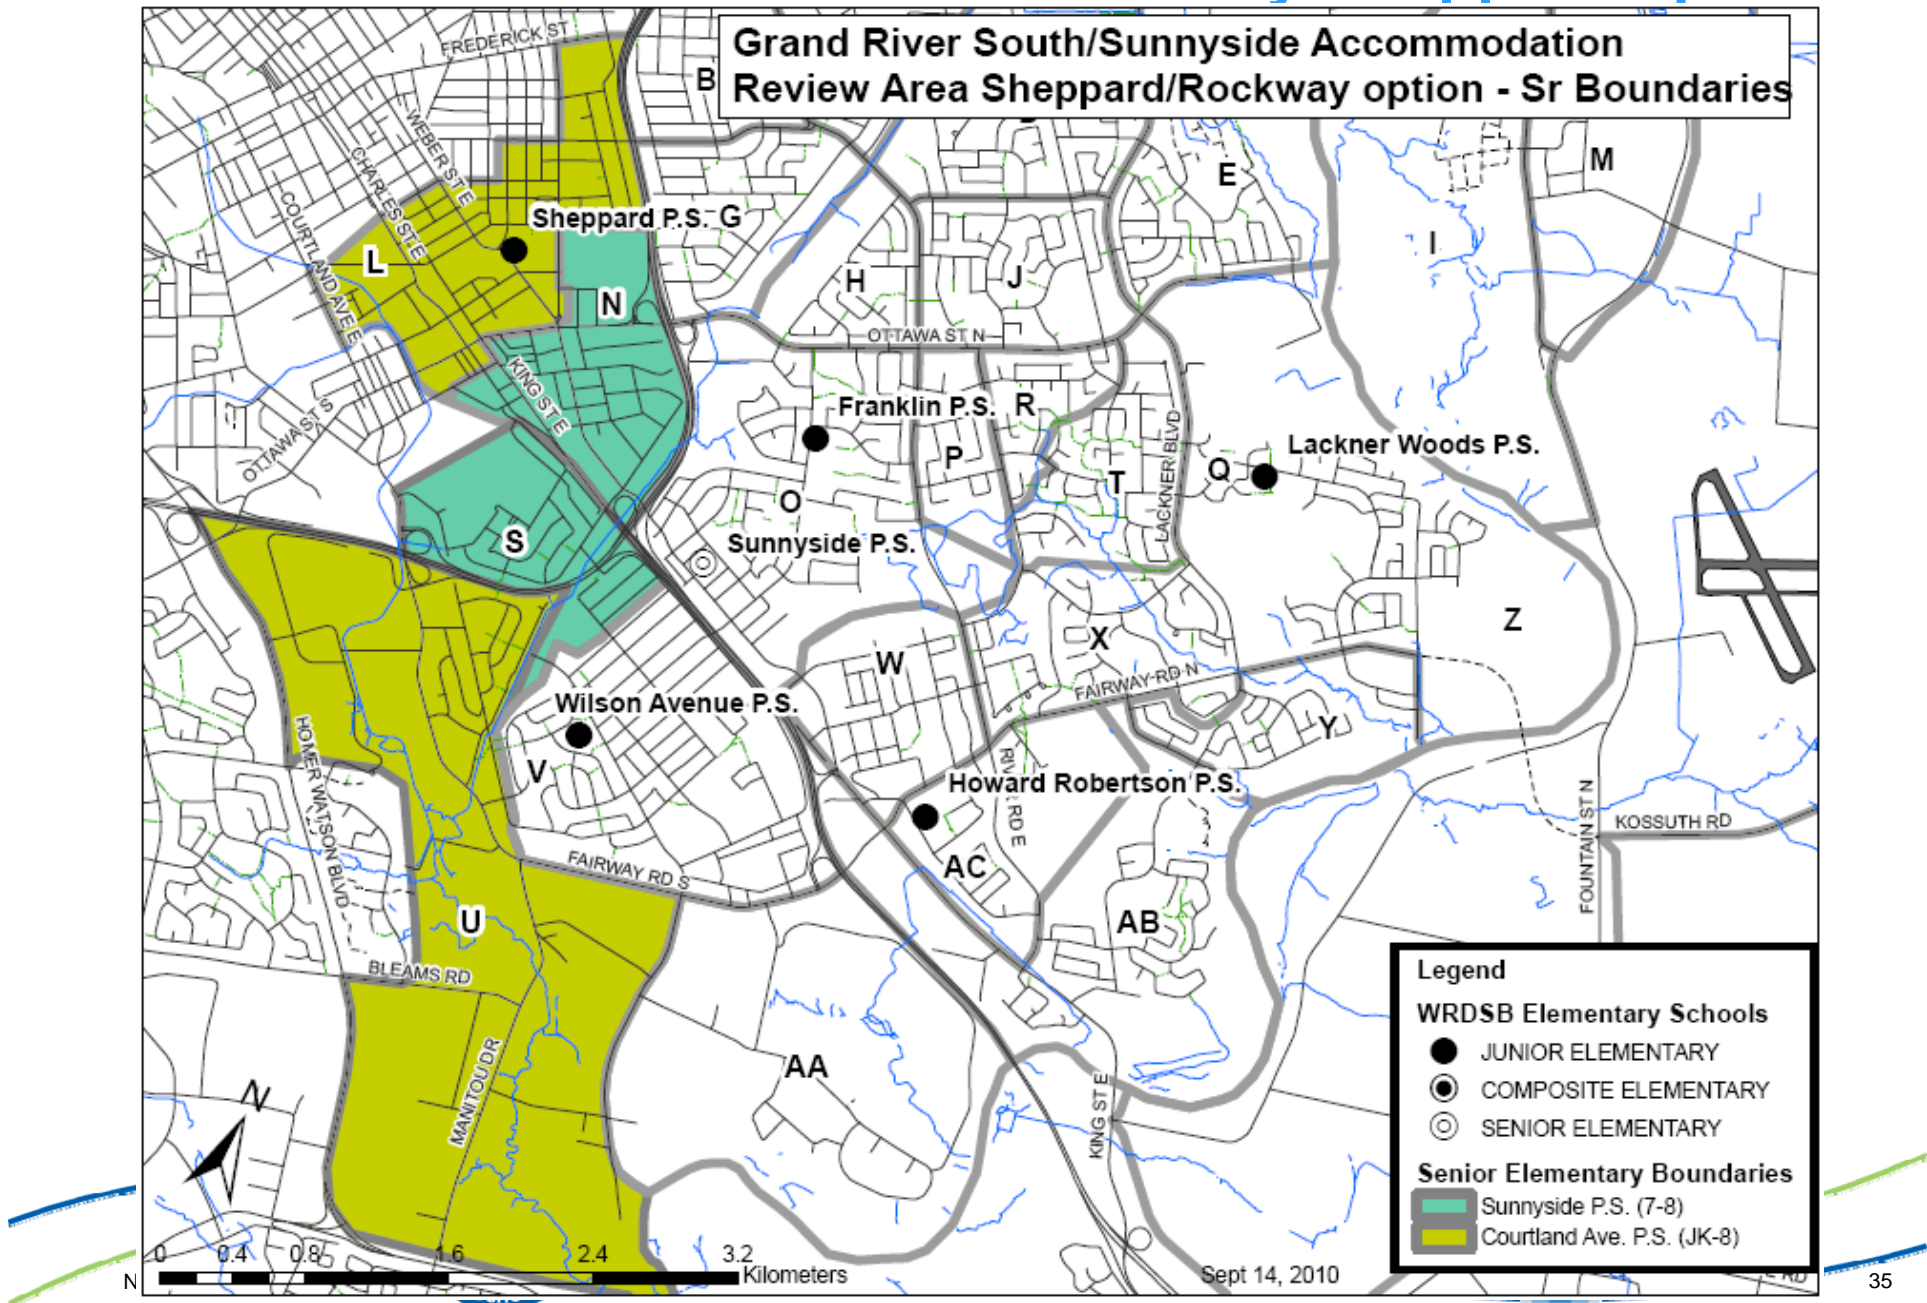 Grand River South/Sunnyside Accommodation
Review Area Sheppard/Rockway option - Sr Boundaries
FREDERICK ST
B
WEBER ST E
CHARLES ST E
COURTLAND AVE E
E
M
Sheppard P.S.
G
L
I
H
J
N
OTTAWA ST N
KING ST E
OTTAWA ST S
Franklin P.S.
R
LACKNER BLVD
Lackner Woods P.S.
P
Q
T
O
S
Sunnyside P.S.
Z
X
W
FAIRWAY RD N
Wilson Avenue P.S.
Y
HOMER WATSON BLVD
V
RIVER RD E
Howard Robertson P.S.
FOUNTAIN ST N
KOSSUTH RD
FAIRWAY RD S
AC
U
AB
BLEAMS RD
MANITOU DR
AA
KING ST E
N
Legend
WRDSB Elementary Schools
JUNIOR ELEMENTARY
COMPOSITE ELEMENTARY
SENIOR ELEMENTARY
Senior Elementary Boundaries
Sunnyside P.S. (7-8)
Courtland Ave. P.S. (JK-8)
0 0.4 0.8 1.6 2.4 3.2
Kilometers
Sept 14, 2010
RD
N
35